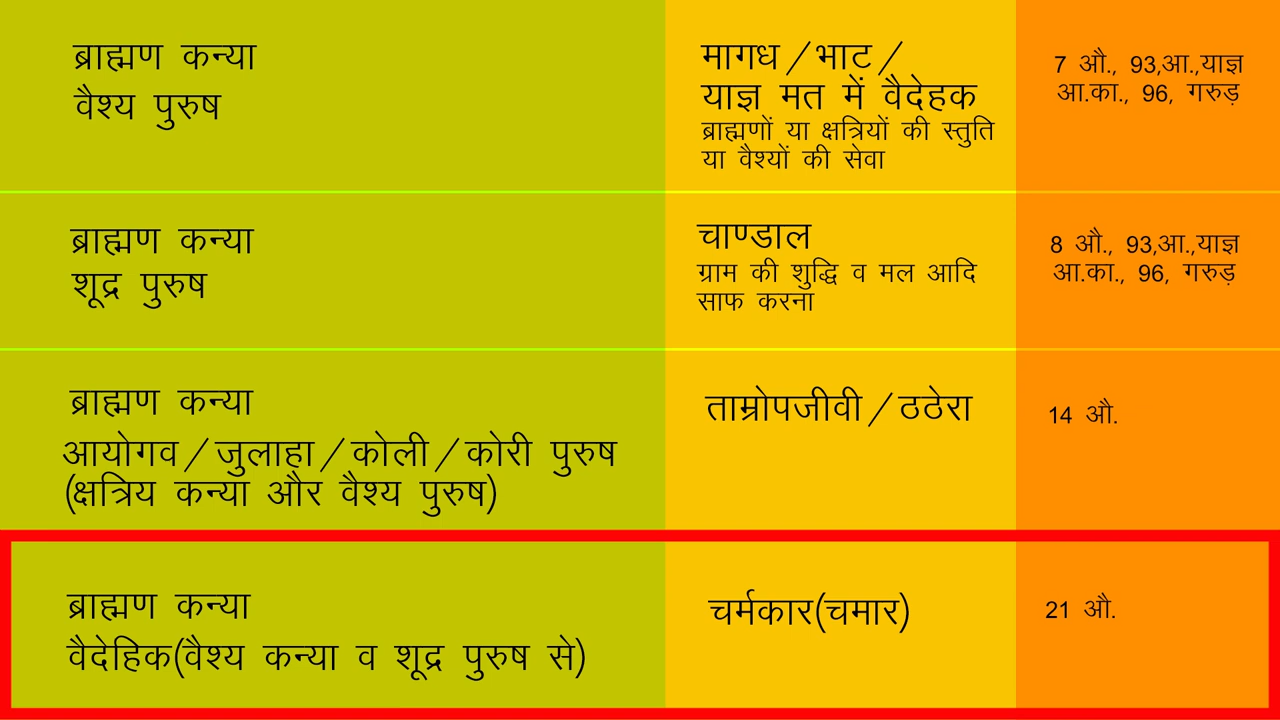 ब्राह्मण कन्या
वैश्य पुरुष
मागध/भाट/
याज्ञ मत में वैदेहक
ब्राह्मणों या क्षत्रियों की स्तुति
या वैश्यों की सेवा
7 औ., 93,आ.,याज्ञ
आ.का., 96, गरुड़
ब्राह्मण कन्या
शूद्र पुरुष
चाण्डाल
ग्राम की शुद्धि व मल आदि
साफ करना
8 औ., 93,आ.,याज्ञ
आ.का., 96, गरुड़
ब्राह्मण कन्या
आयोगव/जुलाहा/कोली/कोरी पुरुष
(क्षत्रिय कन्या और वैश्य पुरुष)
ताम्रोपजीवी/ठठेरा
14 औ.
ब्राह्मण कन्या
वैदेहिक(वैश्य कन्या व शूद्र पुरुष से)
चर्मकार(चमार)
21 औ.